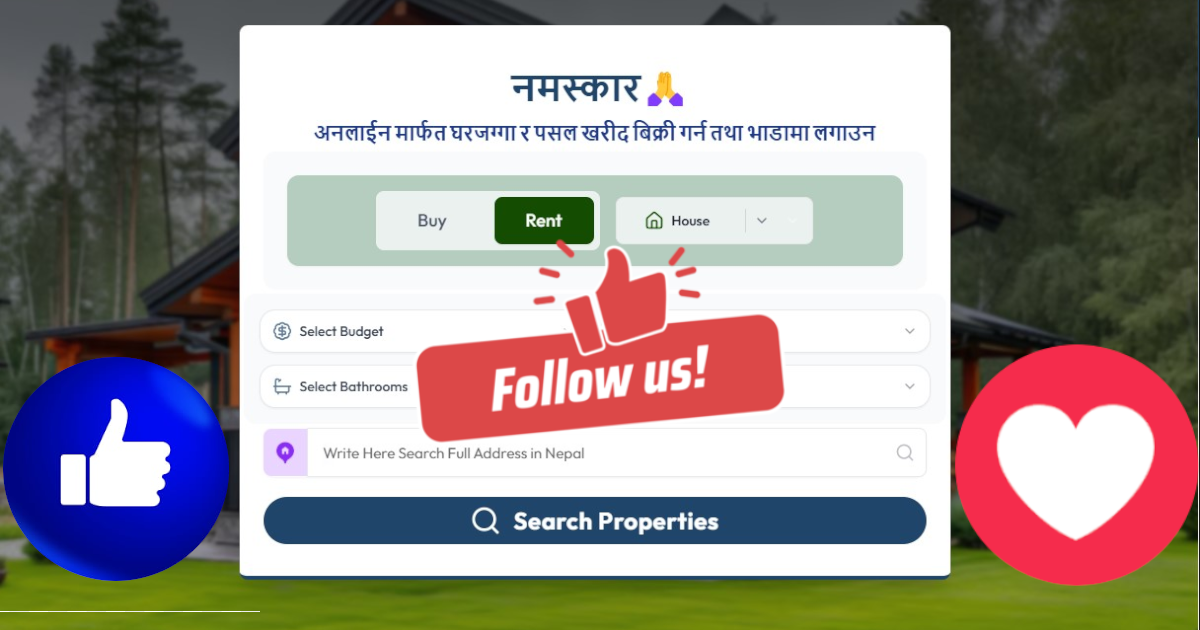 नमस्कार🙏
अनलाईन मार्फत घरजग्गा र पसल खरीद बिक्री गर्न तथा भाडामा लगाउन
Buy
Rent
House
Select Budget
Select Bathrooms
Follow us!
Write Here Search Full Address in Nepal
Search Properties